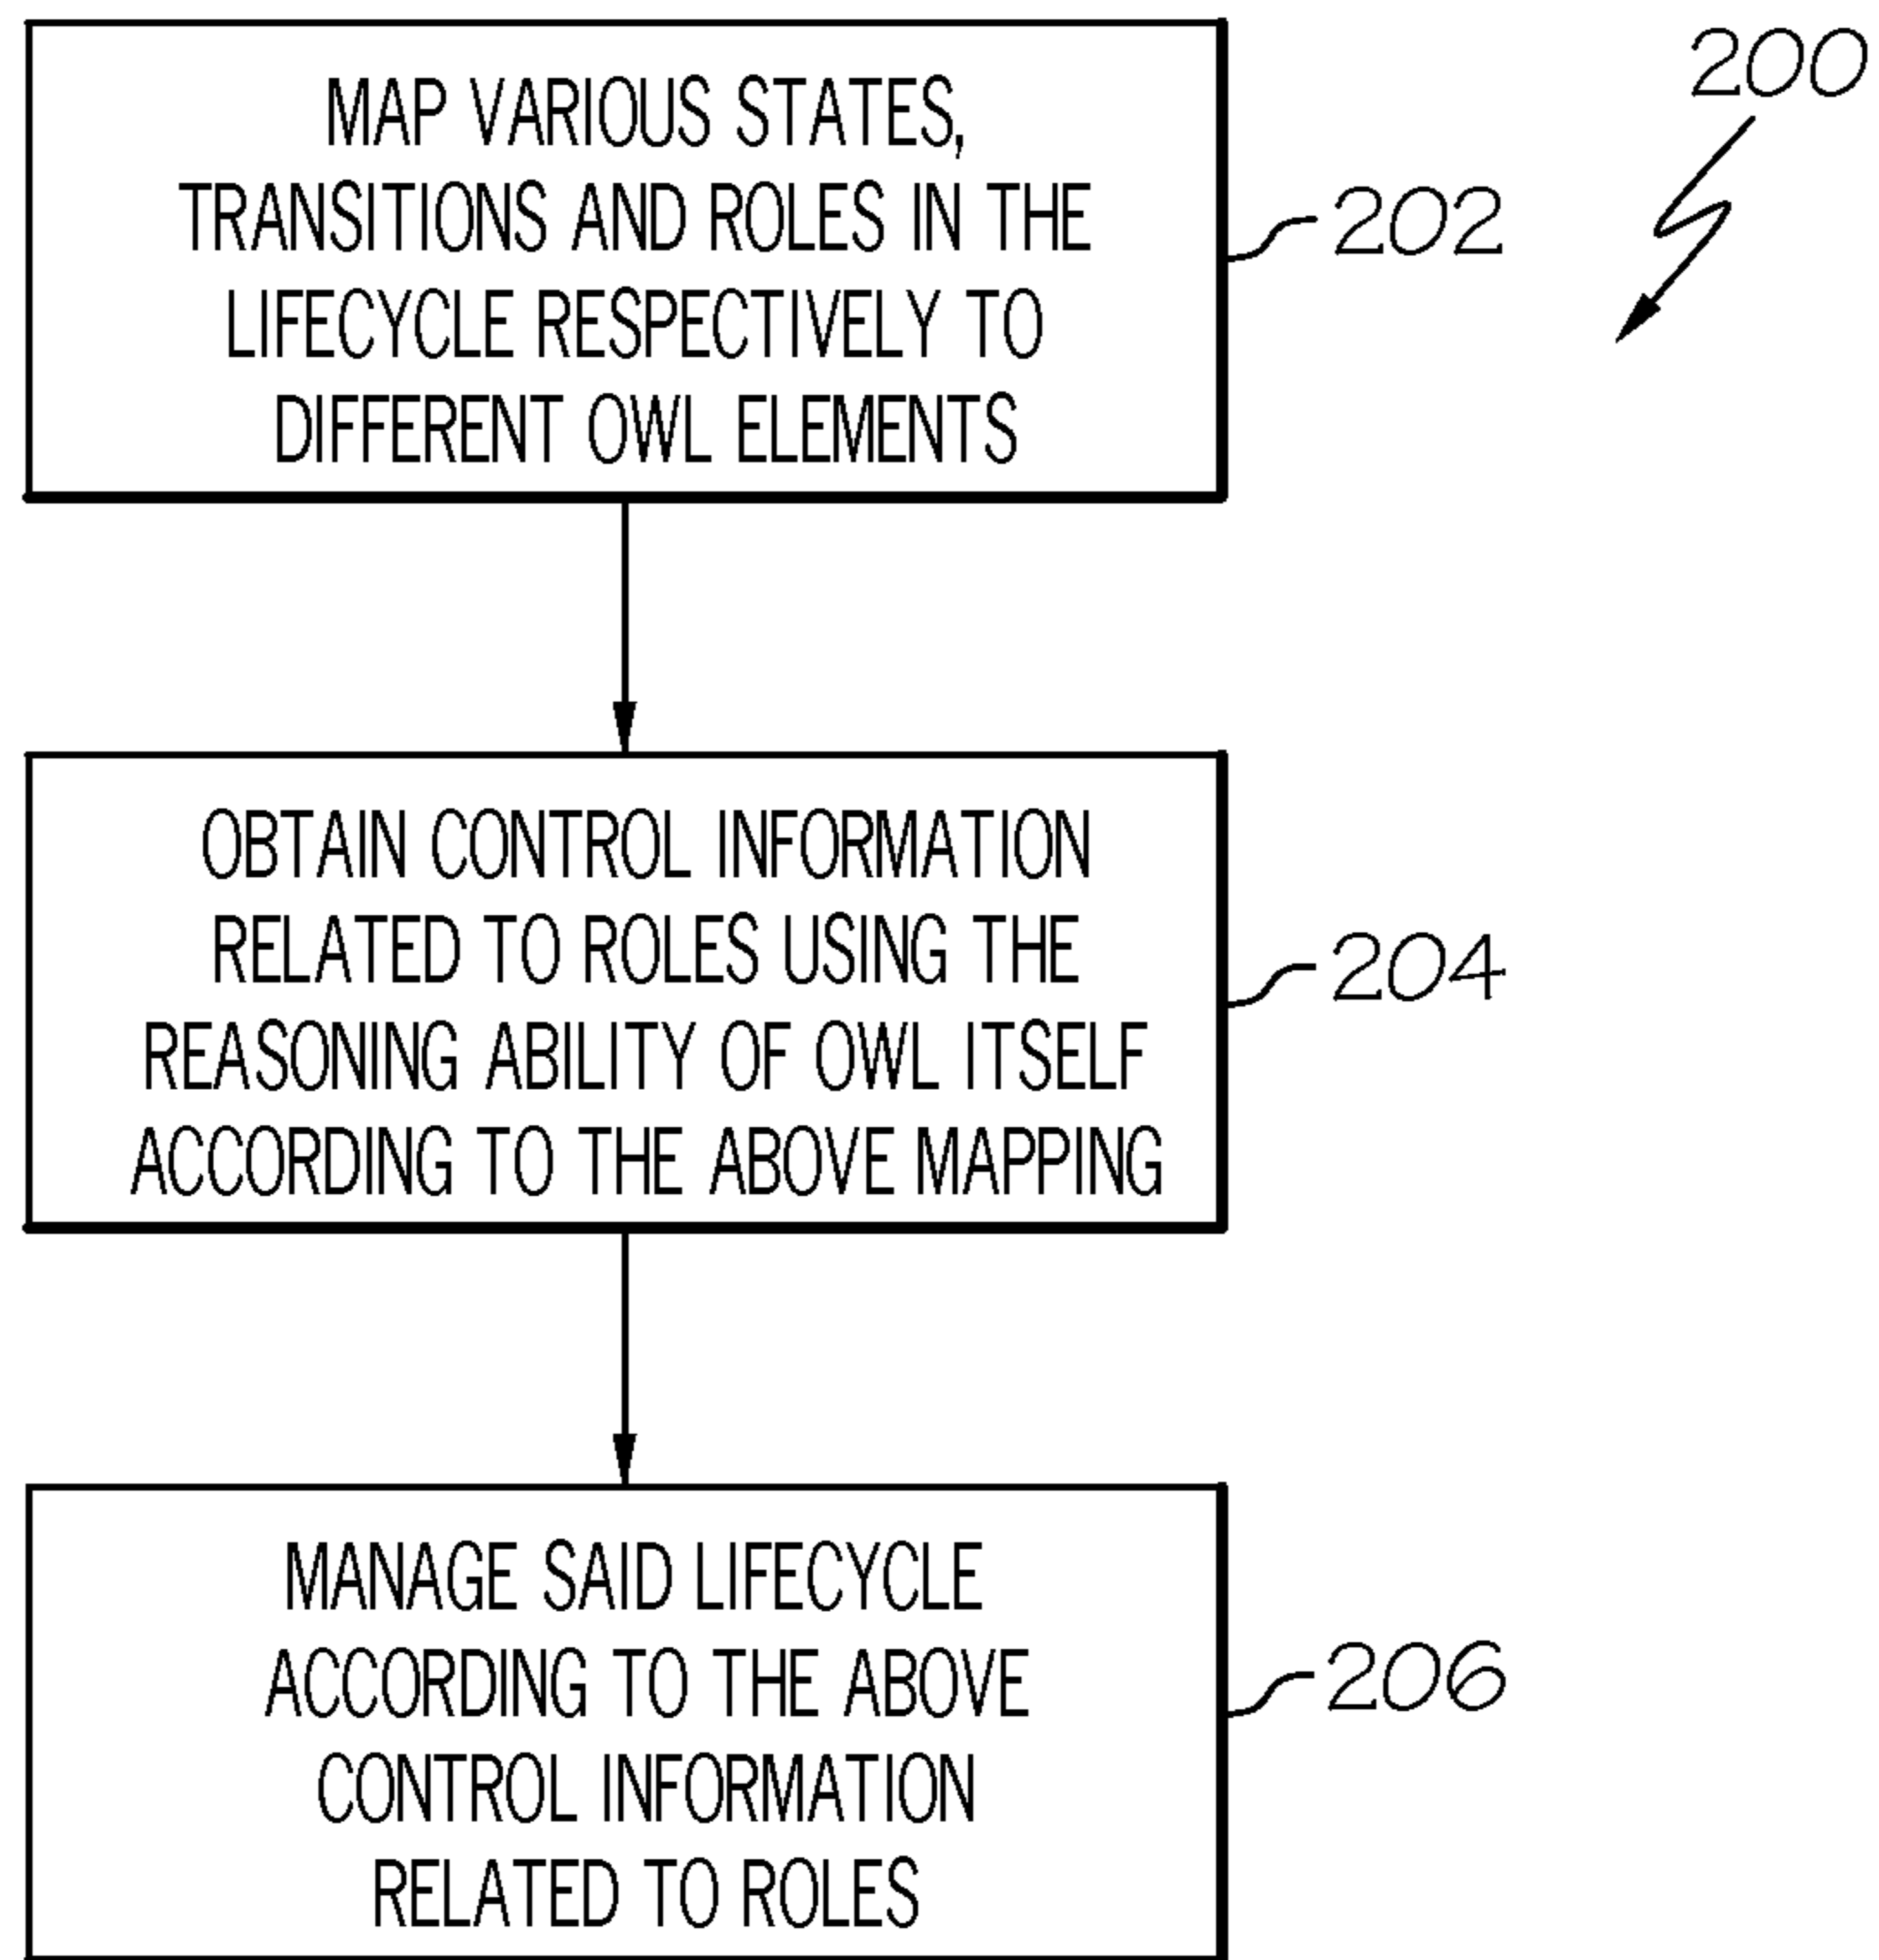 200
MAP VARIOUS STATES,
TRANSITIONS AND ROLES IN THE
LIFECYCLE RESPECTIVELY TO
DIFFERENT OWL ELEMENTS
202
OBTAIN CONTROL INFORMATION
RELATED TO ROLES USING THE
REASONING ABILITY OF OWL ITSELF
ACCORDING TO THE ABOVE MAPPING
204
MANAGE SAID LIFECYCLE
ACCORDING TO THE ABOVE
CONTROL INFORMATION
RELATED TO ROLES
206